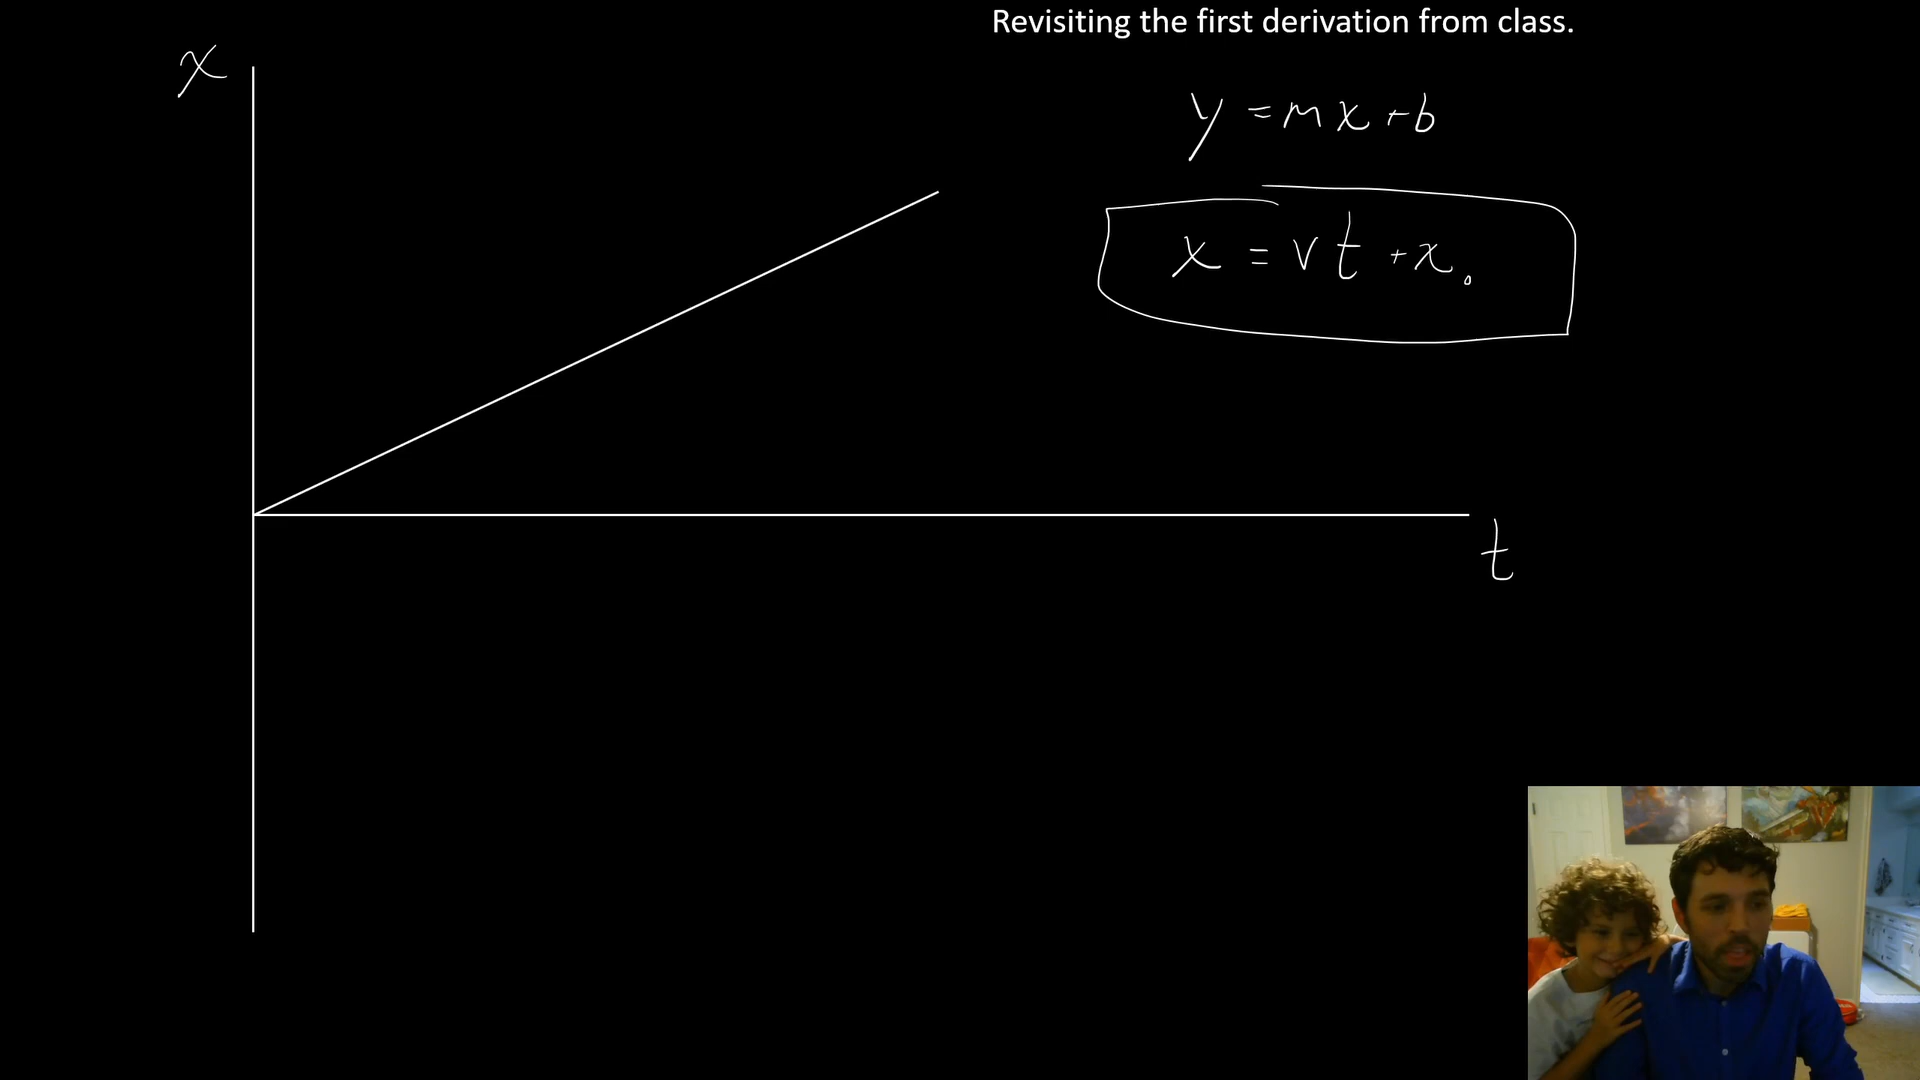 Revisiting the first derivation from class.
x
y = mx + b
x = vt + x₀
t